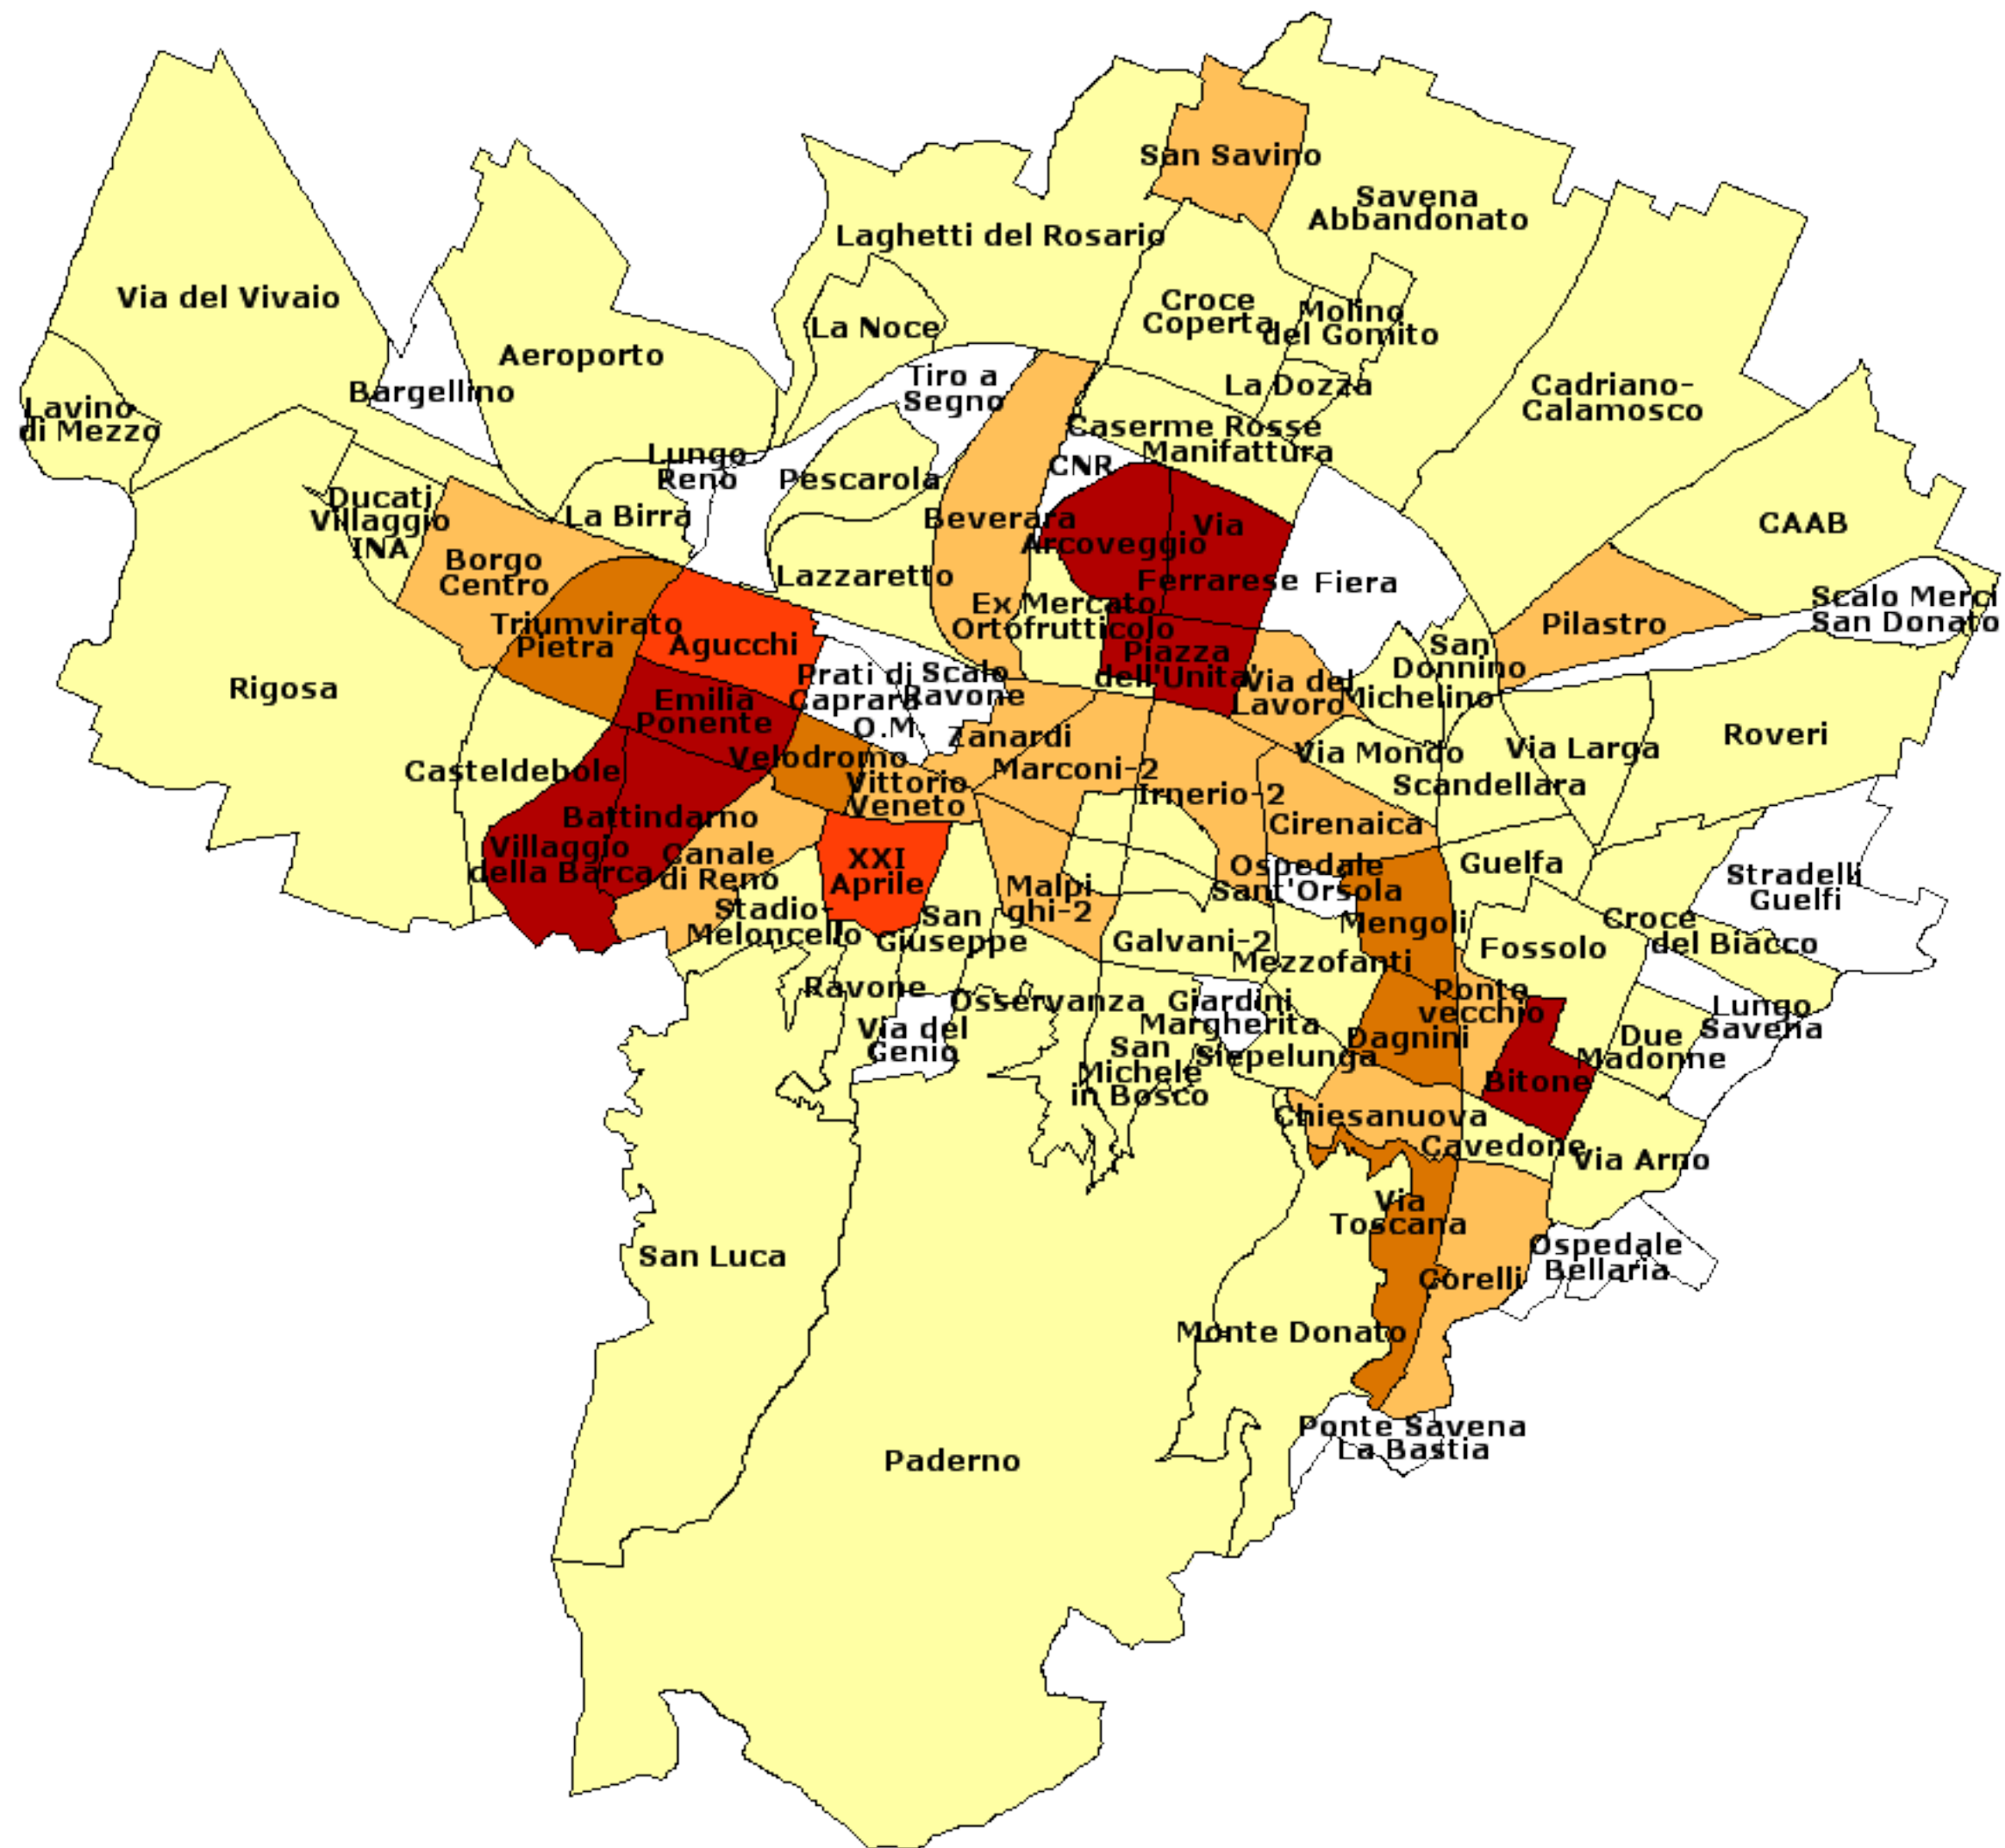 San Savino
Savena
Abbandonato
Laghetti del Rosario
Via del Vivaio
Croce
Coperta
Molino
del Gomito
La Noce
Aeroporto
Tiro a
Segno
Bargellino
La Dozza
Cadriano-
Calamosco
Lavino
di Mezzo
Caserme Rosse
Manifattura
Lungo
Reno
CNR
Pescarola
Ducati
Villaggio
INA
La Birra
Beverara
Arcoveggio
Via
Ferrarese
CAAB
Borgo
Centro
Lazzaretto
Fiera
Scalo Merci
San Donato
Ex Mercato
Ortofrutticolo
Triumvirato
Pietra
Agucchi
Pilastro
San
Donnino
Piazza
dell'Unita'
Prati di
Caprara
O.M.
Scalo
Ravone
Via del
Lavoro
Michelino
Rigosa
Emilia
Ponente
Zanardi
Via Mondo
Via Larga
Roveri
Casteldebole
Velodromo
Vittorio
Veneto
Marconi-2
Irnerio-2
Scandellara
Battindarno
Cirenaica
Villaggio
della Barca
Canale
di Reno
XXI
Aprile
Malpi
ghi-2
Ospedale
Sant'Orsola
Guelfa
Stradelli
Guelfi
Stadio-
Meloncello
San
Giuseppe
Galvani-2
Mezzofanti
Mengoli
Fossolo
Croce
del Biacco
Ravone
Osservanza
Giardini
Margherita
Ponte
vecchio
Lungo
Savena
Via del
Genio
San
Michele
in Bosco
Siepelunga
Dagnini
Due
Madonne
Bitone
Chiesanuova
Cavedone
Via Arno
Via
Toscana
San Luca
Ospedale
Bellaria
Corelli
Monte Donato
Ponte Savena
La Bastia
Paderno